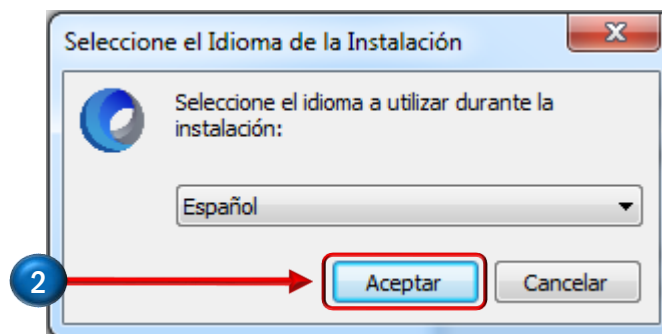 Seleccione el Idioma de la Instalación
Seleccione el idioma a utilizar durante la
instalación:
Español
2
Aceptar
Cancelar